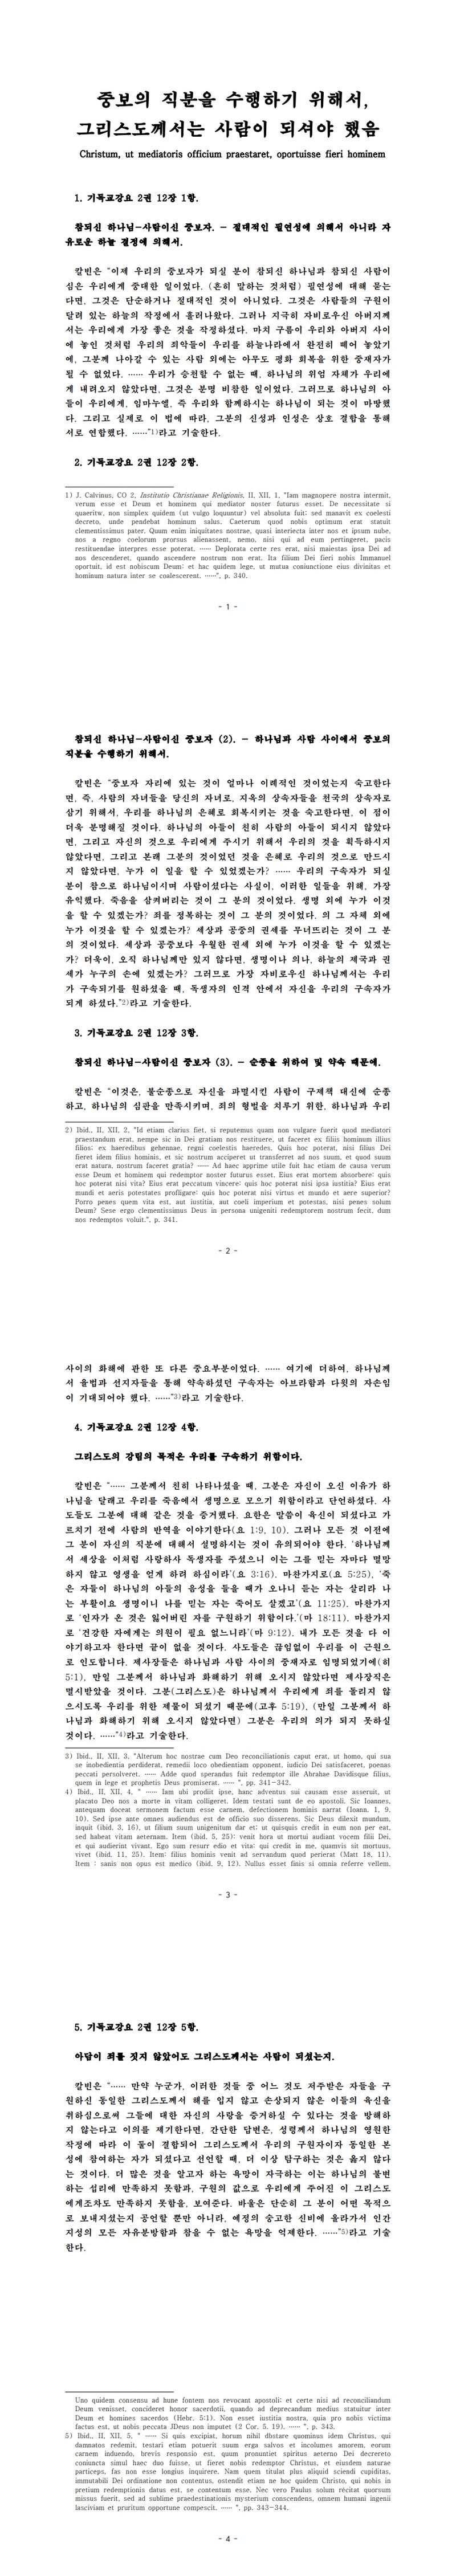 중보의 직분을 수행하기 위해서,
그리스도께서는 사람이 되셔야 했음
Christum, ut mediatoris officium praestaret, oportuisse fieri hominem
1. 기독교강요 2권 12장 1항.
참되신 하나님-사람이신 중보자. - 절대적인 필연성에 의해서 아니라 자
유로운 하늘 결정에 의해서.
칼빈은 "이제 우리의 중보자가 되실 분이 참되신 하나님과 참되신 사람이
심은 우리에게 중대한 일이었다. (흔히 말하는 것처럼) 필연성에 대해 묻는
다면, 그것은 단순하거나 절대적인 것이 아니었다. 그것은 사람들의 구원이
달려 있는 하늘의 작정에서 흘러나왔다. 그러나 지극히 자비로우신 아버지께
서는 우리에게 가장 좋은 것을 작정하셨다. 마치 구름이 우리와 아버지 사이
에 놓인 것처럼 우리의 죄악들이 우리를 하늘나라에서 완전히 떼어 놓았기
에, 그분께 나아갈 수 있는 사람 외에는 아무도 평화 회복을 위한 중재자가
될 수 없었다. …… 우리가 승천할 수 없는 때, 하나님의 위엄 자체가 우리에
게 내려오지 않았다면, 그것은 분명 비참한 일이었다. 그러므로 하나님의 아
들이 우리에게, 임마누엘, 즉 우리와 함께하시는 하나님이 되는 것이 마땅했
다. 그리고 실제로 이 법에 따라, 그분의 신성과 인성은 상호 결합을 통해
서로 연합했다. ……"1)라고 기술한다.
2. 기독교강요 2권 12장 2항.
1) J. Calvinus, CO 2, Institutio Christianae Religionis, II, XII, 1, "Iam magnopere nostra intermit,
verum esse et Deum et hominem qui mediator noster futurus esset. De necessitate si
quaeritw, non simplex quidem (ut vulgo loquuntur) vel absoluta fuit: sed manavit ex coelesti
decreto, unde pendebat hominum salus. Caeterum quod nobis optimum erat statuit
clementissimus pater. Quum enim iniquitates nostrae, quasi interiecta inter nos et ipsum nube,
nos a regno coelorum prorsus alienassent, nemo, nisi qui ad eum pertingeret, pacis
restituendae interpres esse poterat. …… Deplorata certe res erat, nisi maiestas ipsa Dei ad
nos descenderet, quando ascendere nostrum non erat. Ita filium Dei fieri nobis Immanuel
oportuit, id est nobiscum Deum: et hac quidem lege, ut mutua coniunctione eius divinitas et
hominum natura inter se coalescerent. ……", p. 340.
- 1 -
참되신 하나님-사람이신 중보자 (2). - 하나님과 사람 사이에서 중보의
직분을 수행하기 위해서.
칼빈은 "중보자 자리에 있는 것이 얼마나 이례적인 것이었는지 숙고한다
면, 즉, 사람의 자녀들을 당신의 자녀로, 지옥의 상속자들을 천국의 상속자로
삼기 위해서, 우리를 하나님의 은혜로 회복시키는 것을 숙고한다면, 이 점이
더욱 분명해질 것이다. 하나님의 아들이 친히 사람의 아들이 되시지 않았다
면, 그리고 자신의 것으로 우리에게 주시기 위해서 우리의 것을 획득하시지
않았다면, 그리고 본래 그분의 것이었던 것을 은혜로 우리의 것으로 만드시
지 않았다면, 누가 이 일을 할 수 있었겠는가? …… 우리의 구속자가 되실
분이 참으로 하나님이시며 사람이셨다는 사실이, 이러한 일들을 위해, 가장
유익했다. 죽음을 삼켜버리는 것이 그 분의 것이었다. 생명 외에 누가 이것
을 할 수 있겠는가? 죄를 정복하는 것이 그 분의 것이었다. 의 그 자체 외에
누가 이것을 할 수 있겠는가? 세상과 공중의 권세를 무너뜨리는 것이 그 분
의 것이었다. 세상과 공중보다 우월한 권세 외에 누가 이것을 할 수 있겠는
가? 더욱이, 오직 하나님께만 있지 않다면, 생명이나 의나, 하늘의 제국과 권
세가 누구의 손에 있겠는가? 그러므로 가장 자비로우신 하나님께서는 우리
가 구속되기를 원하셨을 때, 독생자의 인격 안에서 자신을 우리의 구속자가
되게 하셨다."2)라고 기술한다.
3. 기독교강요 2권 12장 3항.
참되신 하나님-사람이신 중보자 (3). - 순종을 위하여 및 약속 때문에.
칼빈은 "이것은, 불순종으로 자신을 파멸시킨 사람이 구제책 대신에 순종
하고, 하나님의 심판을 만족시키며, 죄의 형벌을 치루기 위한, 하나님과 우리
2) Ibid., II, XII, 2, "Id etiam clarius fiet, si reputemus quam non vulgare fuerit quod mediatori
praestandum erat, nempe sic in Dei gratiam nos restituere, ut faceret ex filiis hominum illius
filios: ex haeredibus gehennae, regni coelestis haeredes. Quis hoc poterat, nisi filius Dei
fieret idem filius hominis, et sic nostrum acciperet ut transferret ad nos suum, et quod suum
erat natura, nostrum faceret gratia? …… Ad haec apprime utile fuit hac etiam de causa verum
esse Deum et hominem qui redemptor noster futurus esset. Eius erat mortem absorbere: quis
hoc poterat nisi vita? Eius erat peccatum vincere: quis hoc poterat nisi ipsa iustitia? Eius erat
mundi et aeris potestates profligare: quis hoc poterat nisi virtus et mundo et aere superior?
Porro penes quem vita est, aut iustitia, aut coeli imperium et potestas, nisi penes solum
Deum? Sese ergo clementissimus Deus in persona unigeniti redemptorem nostrum fecit, dum
nos redemptos voluit.", p. 341.
- 2 -
사이의 화해에 관한 또 다른 중요부분이었다. …… 여기에 더하여, 하나님께
서 율법과 선지자들을 통해 약속하셨던 구속자는 아브라함과 다윗의 자손임
이 기대되어야 했다. ……"3)라고 기술한다.
4. 기독교강요 2권 12장 4항.
그리스도의 강림의 목적은 우리를 구속하기 위함이다.
칼빈은 "…… 그분께서 친히 나타나셨을 때, 그분은 자신이 오신 이유가 하
나님을 달래고 우리를 죽음에서 생명으로 모으기 위함이라고 단언하셨다. 사
도들도 그분에 대해 같은 것을 증거했다. 요한은 말씀이 육신이 되셨다고 가
르치기 전에 사람의 반역을 이야기한다(요 1:9, 10). 그러나 모든 것 이전에
그 분이 자신의 직분에 대해서 설명하시는 것이 유의되어야 한다. '하나님께
서 세상을 이처럼 사랑하사 독생자를 주셨으니 이는 그를 믿는 자마다 멸망
하지 않고 영생을 얻게 하려 하심이라'(요 3:16). 마찬가지로(요 5:25), '죽
은 자들이 하나님의 아들의 음성을 들을 때가 오나니 듣는 자는 살리라 나
는 부활이요 생명이니 나를 믿는 자는 죽어도 살겠고'(요 11:25). 마찬가지
로 '인자가 온 것은 잃어버린 자를 구원하기 위함이다.'(마 18:11). 마찬가지
로 '건강한 자에게는 의원이 필요 없느니라'(마 9:12). 내가 모든 것을 다 이
야기하고자 한다면 끝이 없을 것이다. 사도들은 끊임없이 우리를 이 근원으
로 인도합니다. 제사장들은 하나님과 사람 사이의 중재자로 임명되었기에(히
5:1), 만일 그분께서 하나님과 화해하기 위해 오시지 않았다면 제사장직은
멸시받았을 것이다. 그분(그리스도)은 하나님께서 우리에게 죄를 돌리지 않
으시도록 우리를 위한 제물이 되셨기 때문에(고후 5:19), (만일 그분께서 하
나님과 화해하기 위해 오시지 않았다면) 그분은 우리의 의가 되지 못하실
것이다. ……"4)라고 기술한다.
3) Ibid., II, XII, 3, "Alterum hoc nostrae cum Deo reconciliationis caput erat, ut homo, qui sua
se inobedientia perdiderat, remedii loco obedientiam opponent, iudicio Dei satisfaceret, poenas
peccati persolveret. …… Adde quod sperandus fuit redemptor ille Abrahae Davidisque filius,
quem in lege et prophetis Deus promiserat. …… ", pp. 341-342.
4) Ibid., II, XII, 4, " …… Iam ubi prodiit ipse, hanc adventus sui causam esse asseruit, ut
placato Deo nos a morte in vitam colligeret. Idem testati sunt de eo apostoli. Sic Ioannes,
antequam doceat sermonem factum esse carnem, defectionem hominis narrat (Ioann. 1, 9.
10). Sed ipse ante omnes audiendus est de officio suo disserens. Sic Deus dilexit mundum,
inquit (ibid. 3, 16), ut filium suum unigenitum dar et: ut quisquis credit in eum non per eat,
sed habeat vitam aeternam. Item (ibid. 5, 25): venit hora ut mortui audiant vocem filii Dei,
et qui audierint vivant. Ego sum resurr edio et vita: qui credit in me, quamvis sit mortuus,
vivet (ibid. 11, 25). Item: filius hominis venit ad servandum quod perierat (Matt 18, 11).
Item : sanis non opus est medico (ibid. 9, 12). Nullus esset finis si omnia referre vellem.
- 3 -
5. 기독교강요 2권 12장 5항.
아담이 죄를 짓지 않았어도 그리스도께서는 사람이 되셨는지.
칼빈은 "…… 만약 누군가, 이러한 것들 중 어느 것도 저주받은 자들을 구
원하신 동일한 그리스도께서 해를 입지 않고 손상되지 않은 이들의 육신을
취하심으로써 그들에 대한 자신의 사랑을 증거하실 수 있다는 것을 방해하
지 않는다고 이의를 제기한다면, 간단한 답변은, 성령께서 하나님의 영원한
작정에 따라 이 둘이 결합되어 그리스도께서 우리의 구원자이자 동일한 본
성에 참여하는 자가 되셨다고 선언할 때, 더 이상 탐구하는 것은 옳지 않다
는 것이다. 더 많은 것을 알고자 하는 욕망이 자극하는 이는 하나님의 불변
하는 섭리에 만족하지 못함과, 구원의 값으로 우리에게 주어진 이 그리스도
에게조차도 만족하지 못함을, 보여준다. 바울은 단순히 그 분이 어떤 목적으
로 보내지셨는지 공언할 뿐만 아니라, 예정의 숭고한 신비에 올라가서 인간
지성의 모든 자유분방함과 참을 수 없는 욕망을 억제한다. ……"5)라고 기술
한다.
Uno quidem consensu ad hune fontem nos revocant apostoli: et certe nisi ad reconciliandum
Deum venisset, concideret honor sacerdotii, quando ad deprecandum medius statuitur inter
Deum et homines sacerdos (Hebr. 5:1). Non esset iustitia nostra, quia pro nobis victima
factus est, ut nobis peccata JDeus non imputet (2 Cor. 5, 19). …… ", p. 343.
5) Ibid., II, XII, 5, " …… Si quis excipiat, horum nihil dbstare quominus idem Christus, qui
damnatos redemit, testari etiam potuerit suum erga salvos et incolumes amorem, eorum
carnem induendo, brevis responsio est, quum pronuntiet spiritus aeterno Dei decrereto
coniuncta simul haec duo fuisse, ut fieret nobis redemptor Christus, et eiusdem naturae
particeps, fas non esse longius inquirere. Nam quem titulat plus aliquid sciendi cupiditas,
immutabili Dei ordinatione non contentus, ostendit etiam ne hoc quidem Christo, qui nobis in
pretium redemptionis datus est, se contentum esse. Nec vero Paulus solum récitat quorsum
missus fuerit, sed ad sublime praedestinationis mysterium conscendens, omnem humani ingenii
lasciviam et pruritum opportune compescit. …… ", pp. 343-344.
- 4 -